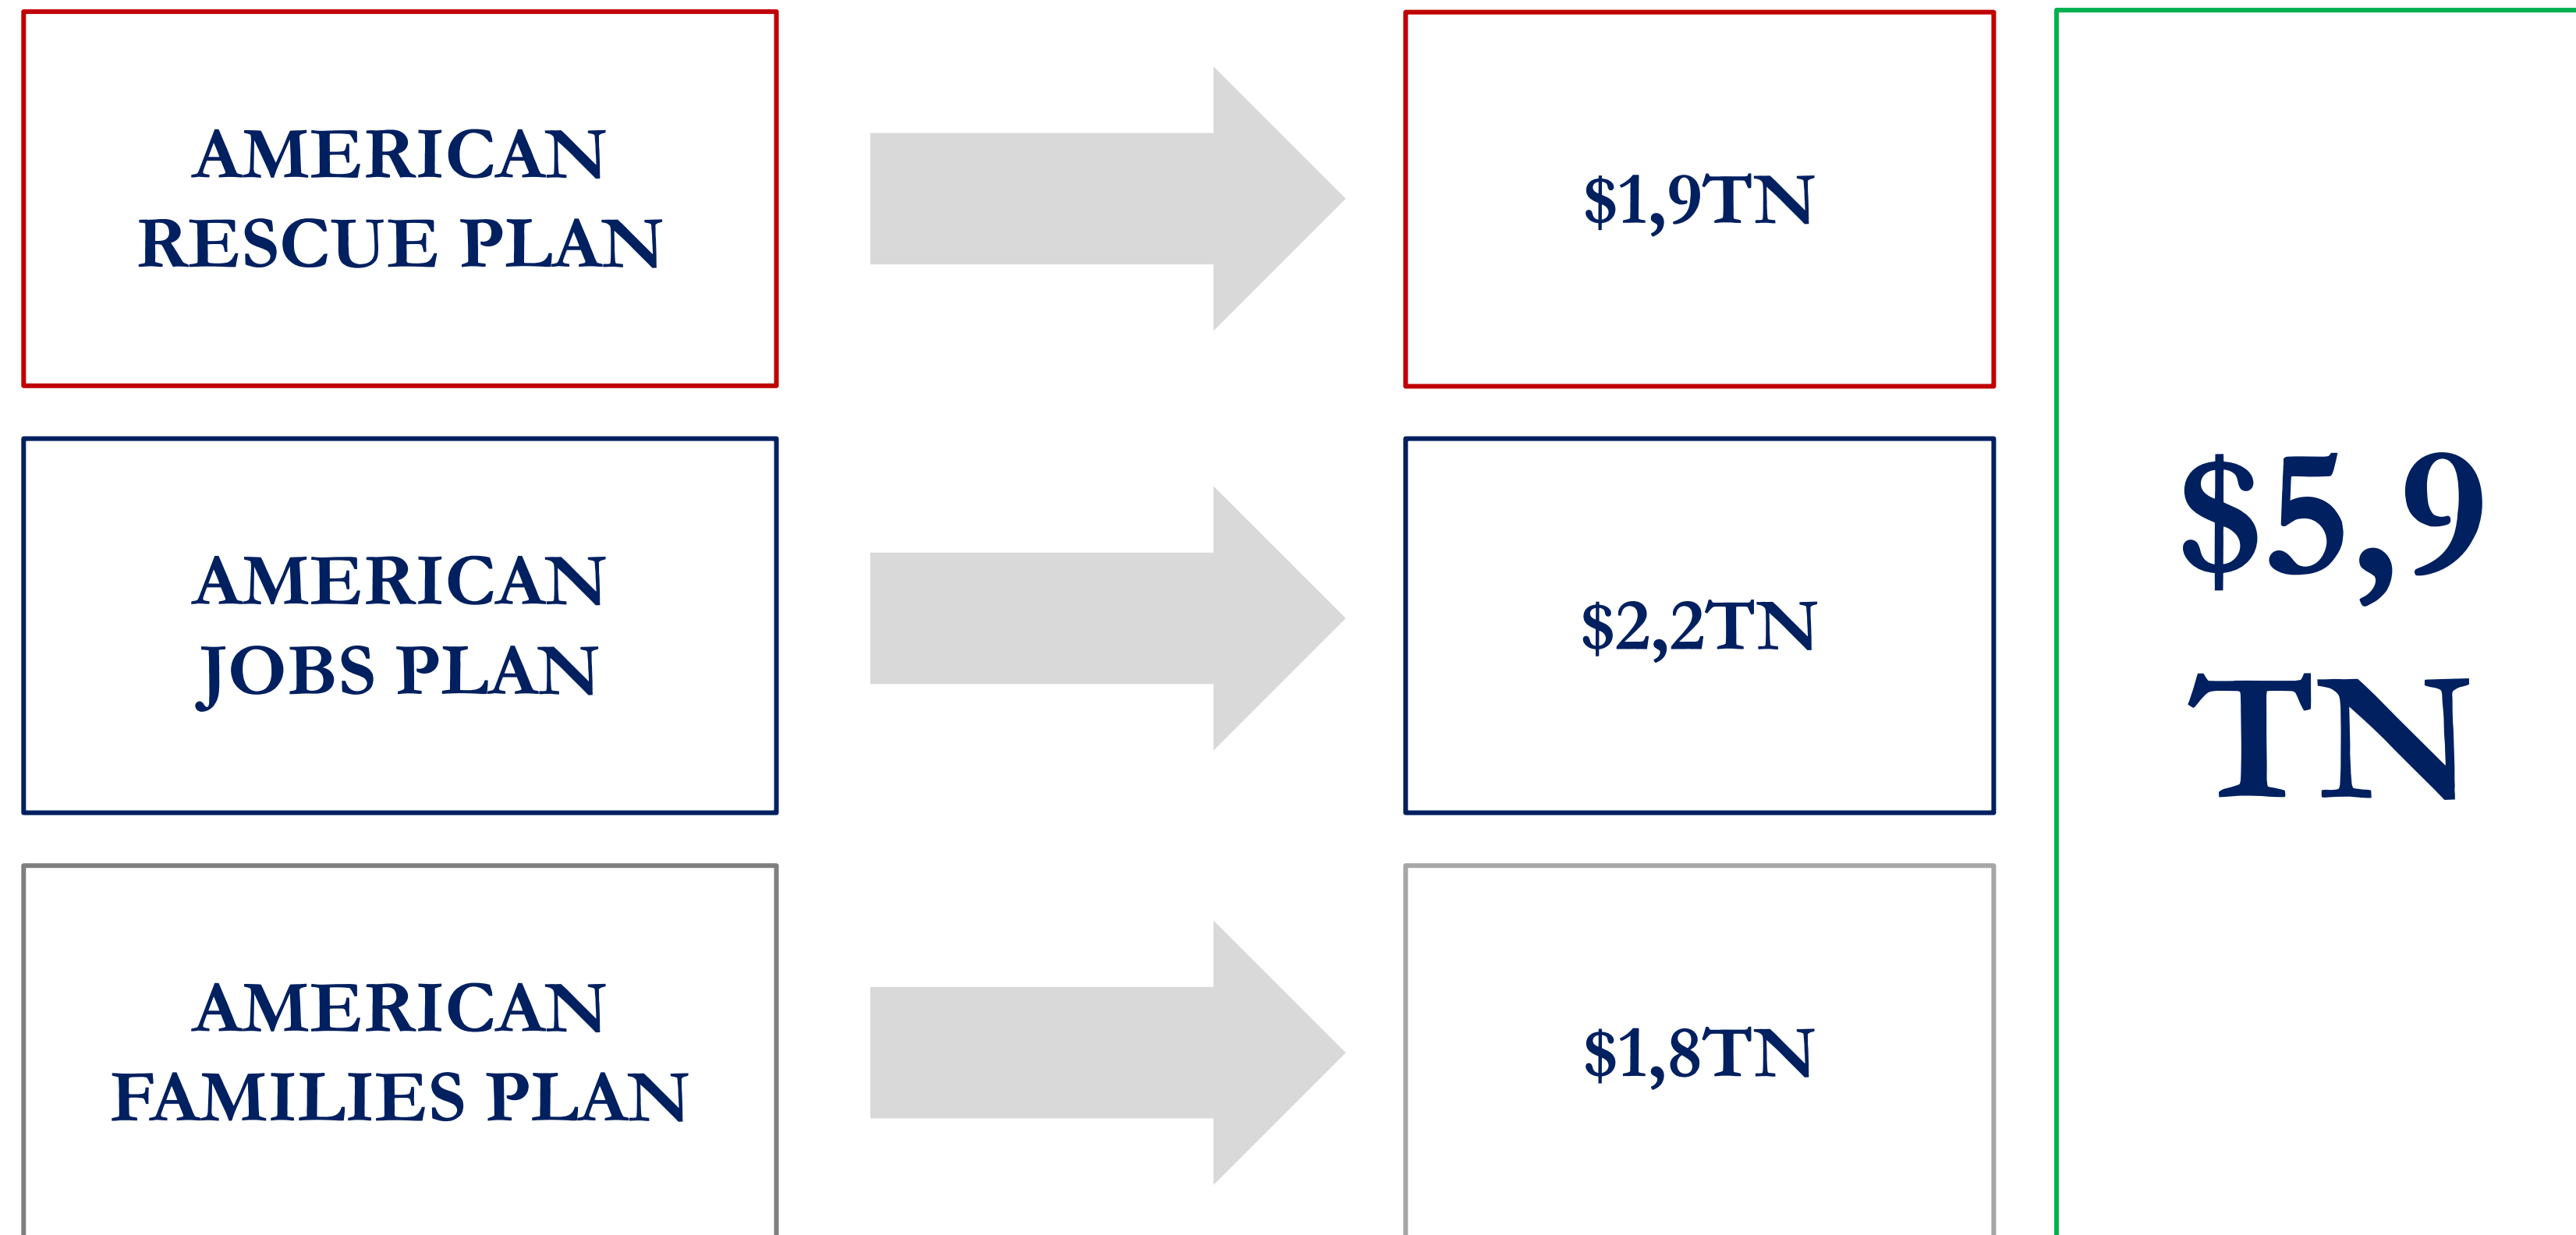 AMERICAN
RESCUE PLAN
$1,9TN
AMERICAN
JOBS PLAN
$2,2TN
AMERICAN
FAMILIES PLAN
$1,8TN
$5,9
TN